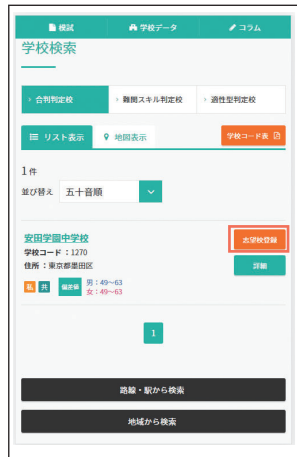 模試 学校データ コラム
学校検索
合判判定校 難関スキル判定校 適性型判定校
リスト表示 地図表示 学校コード表
1件
並び替え 五十音順
安田学園中学校 志望校登録
学校コード：1270
住所：東京都墨田区 詳細
私 共 偏差値 男：49～63
女：49～63
1
路線・駅から検索
地域から検索